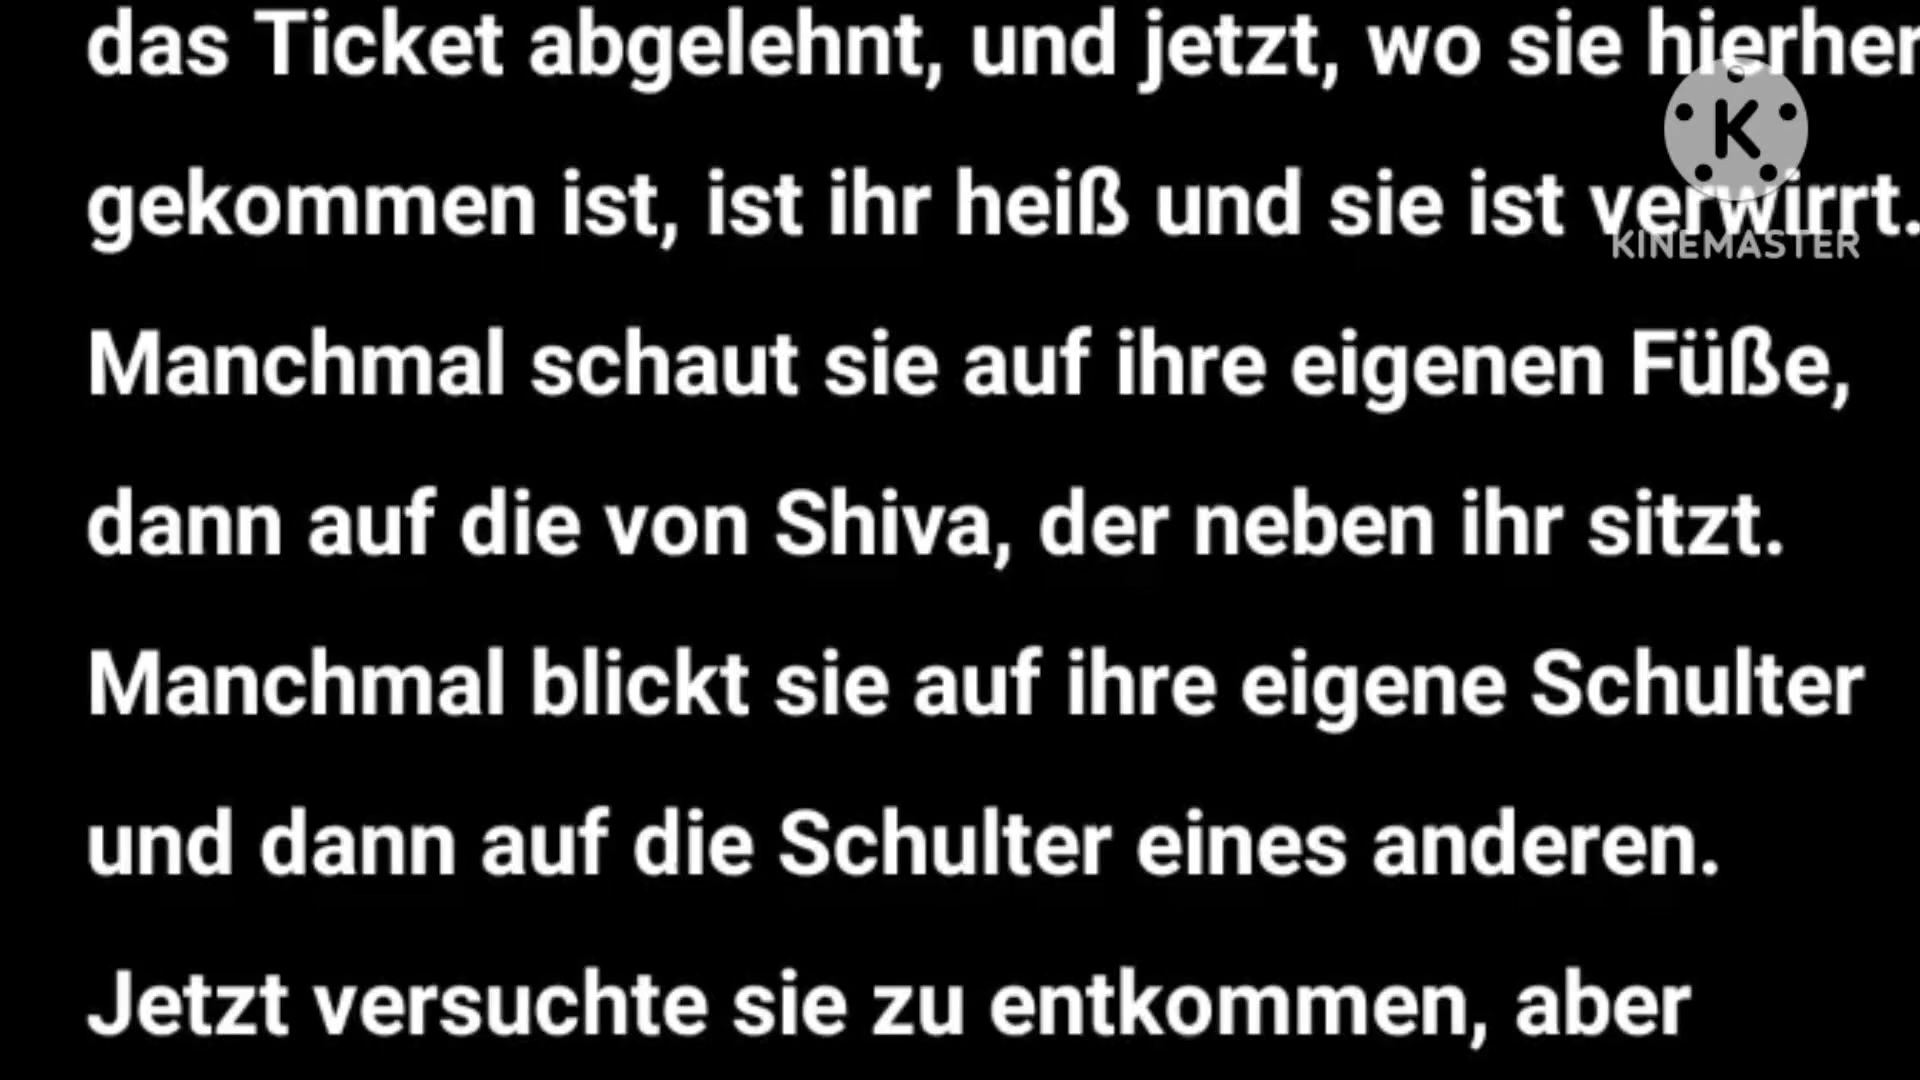 das Ticket abgelehnt, und jetzt, wo sie hierher
gekommen ist, ist ihr heiß und sie ist verwirrt.
K
KINEMASTER
Manchmal schaut sie auf ihre eigenen Füße,
dann auf die von Shiva, der neben ihr sitzt.
Manchmal blickt sie auf ihre eigene Schulter
und dann auf die Schulter eines anderen.
Jetzt versuchte sie zu entkommen, aber